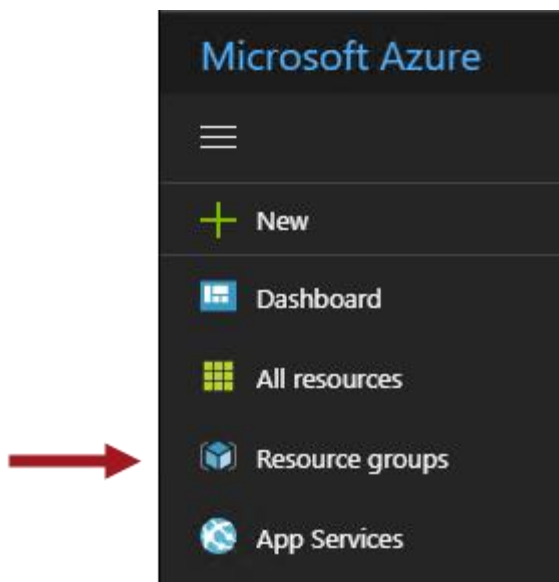 Microsoft Azure
New
Dashboard
All resources
Resource groups
App Services